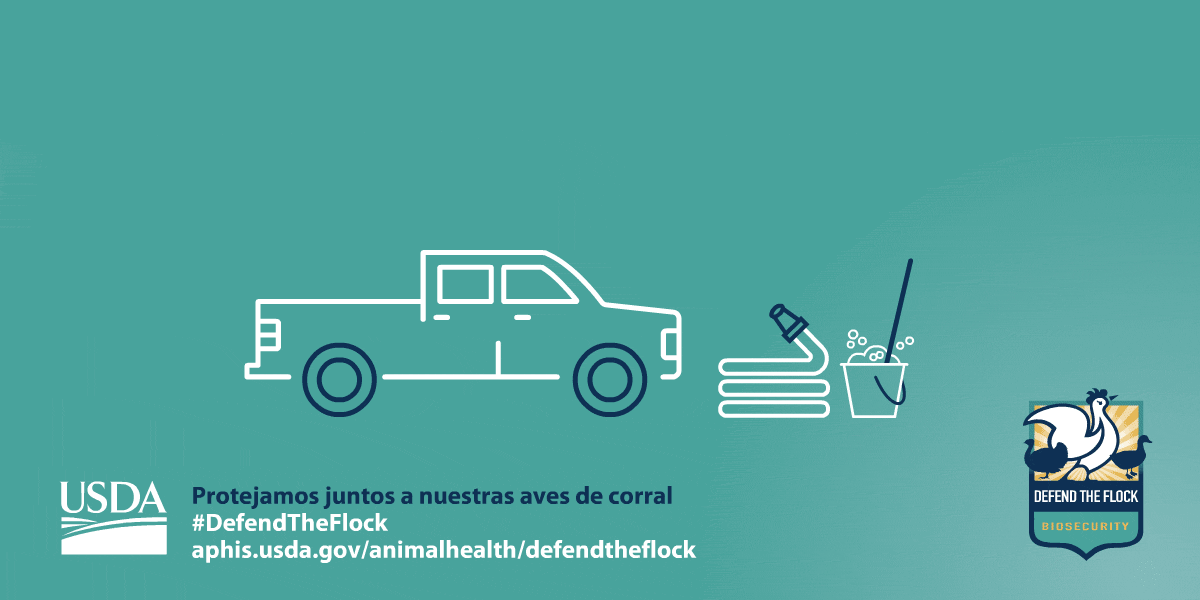 USDA
Protejamos juntos a nuestras aves de corral
#DefendTheFlock
aphis.usda.gov/animalhealth/defendtheflock
DEFEND THE FLOCK
BIOSECURITY